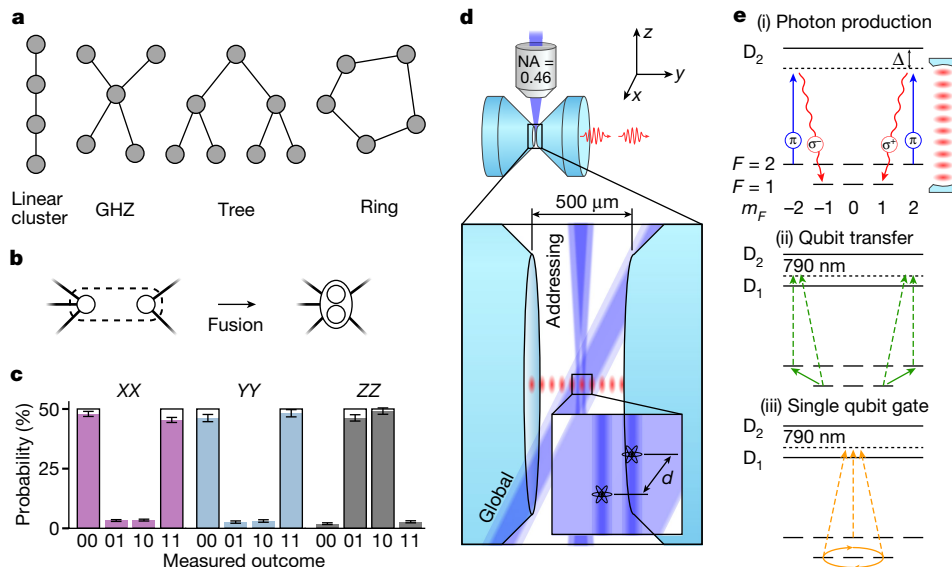 a
Linear
cluster
GHZ
Tree
Ring
b
Fusion
c
XX
YY
ZZ
Probability (%)
50
25
0
00 01 10 11 00 01 10 11 00 01 10 11
Measured outcome
d
NA =
0.46
z
y
x
500 μm
Addressing
Global
d
e
(i) Photon production
D2
Δ
π
σ−
σ+
π
F = 2
F = 1
mF −2 −1 0 1 2
(ii) Qubit transfer
D2
790 nm
D1
(iii) Single qubit gate
D2
790 nm
D1